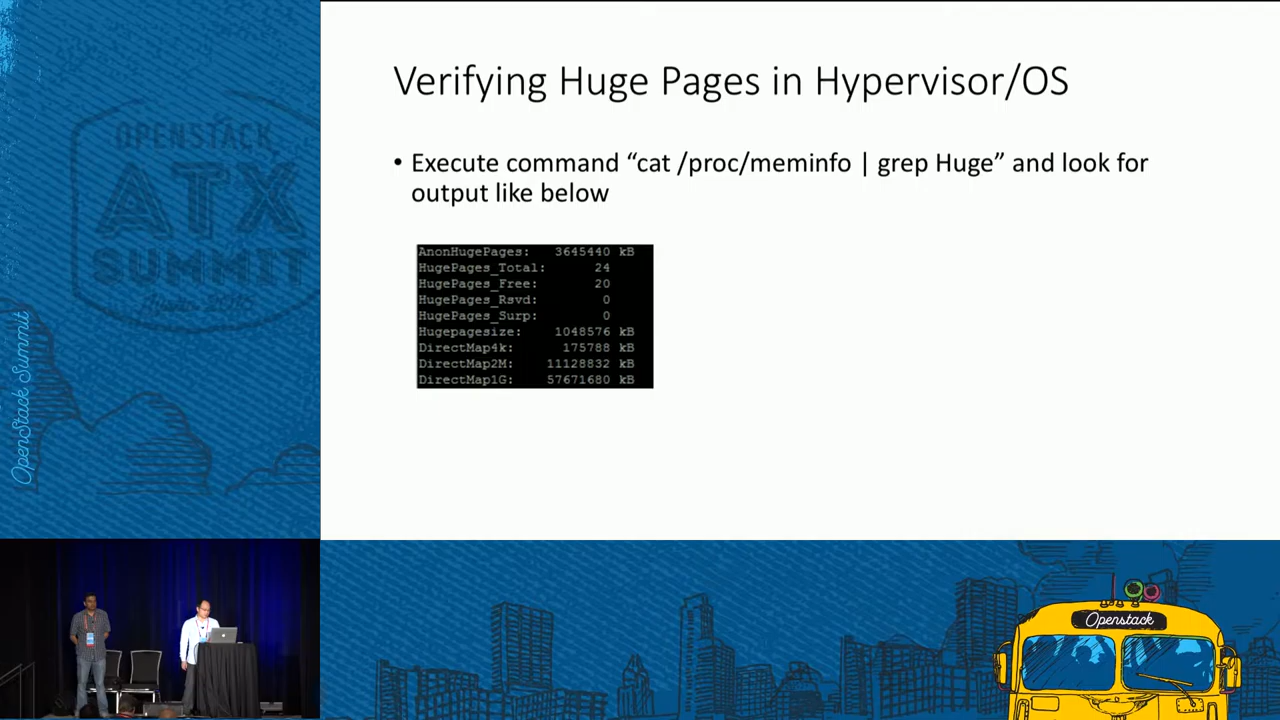 Verifying Huge Pages in Hypervisor/OS
• Execute command “cat /proc/meminfo | grep Huge” and look for
output like below
AnonHugePages: 3645440 kB
HugePages_Total: 24
HugePages_Free: 20
HugePages_Rsvd: 0
HugePages_Surp: 0
Hugepagesize: 1048576 kB
DirectMap4k: 175788 kB
DirectMap2M: 11128832 kB
DirectMap1G: 57671680 kB
OPENSTACK
ATX
SUMMIT
OpenStack Summit
Openstack